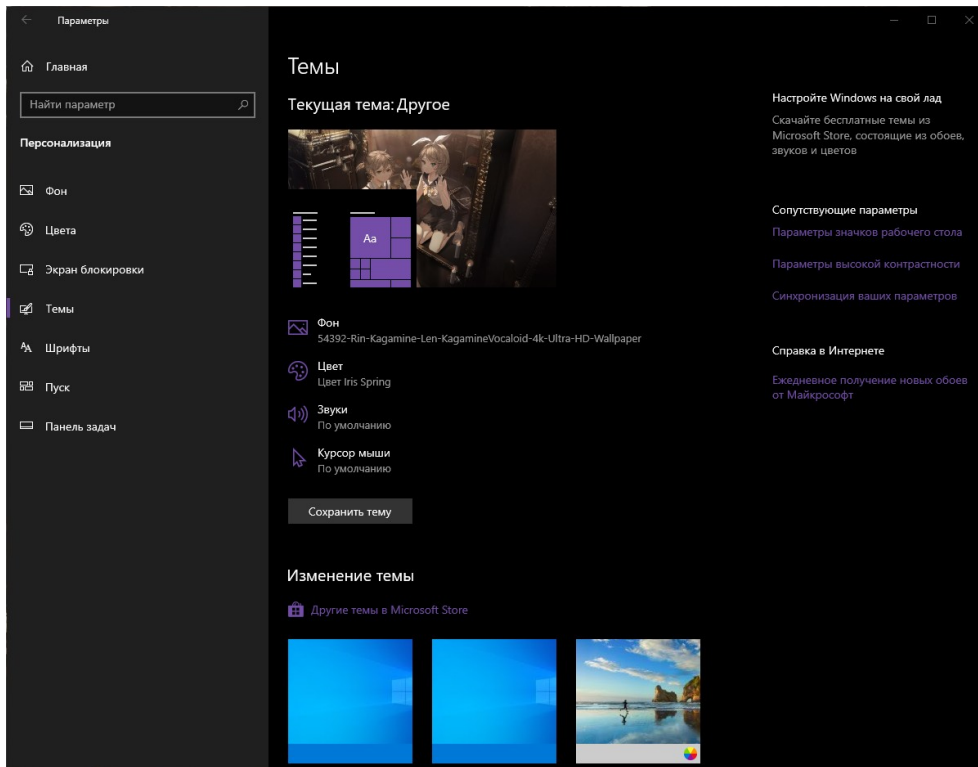 Параметры
Главная
Найти параметр
Персонализация
Фон
Цвета
Экран блокировки
Темы
Шрифты
Пуск
Панель задач
Темы
Текущая тема: Другое
Aa
Фон
54392-Rin-Kagamine-Len-KagamineVocaloid-4k-Ultra-HD-Wallpaper
Цвет
Цвет Iris Spring
Звуки
По умолчанию
Курсор мыши
По умолчанию
Сохранить тему
Изменение темы
Другие темы в Microsoft Store
Настройте Windows на свой лад
Скачайте бесплатные темы из
Microsoft Store, состоящие из обоев,
звуков и цветов
Сопутствующие параметры
Параметры значков рабочего стола
Параметры высокой контрастности
Синхронизация ваших параметров
Справка в Интернете
Ежедневное получение новых обоев
от Майкрософт